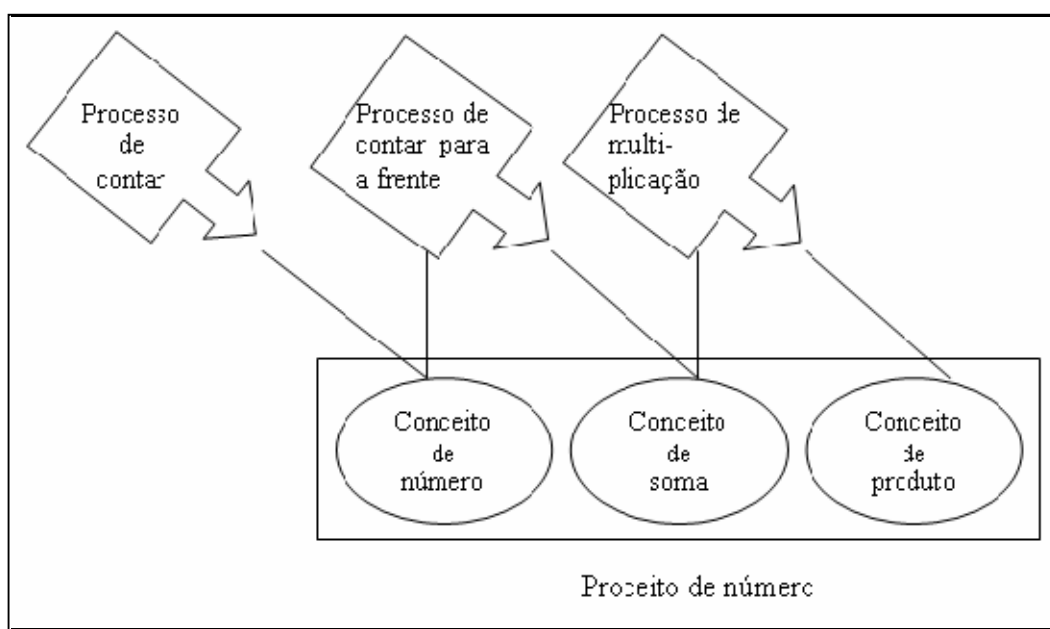 Processo
de
contar
Processo de
contar para
a frente
Processo de
multi-
plicação
Conceito
de
número
Conceito
de
soma
Conceito
de
produto
Proceito de número